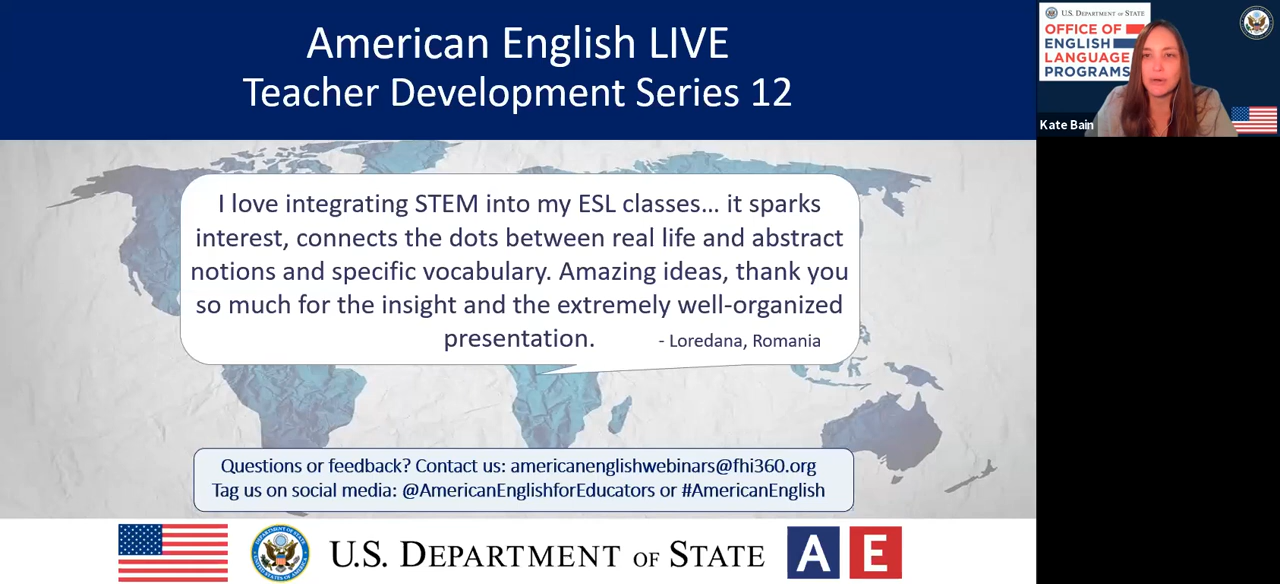 American English LIVE
Teacher Development Series 12
I love integrating STEM into my ESL classes... it sparks
interest, connects the dots between real life and abstract
notions and specific vocabulary. Amazing ideas, thank you
so much for the insight and the extremely well-organized
presentation. - Loredana, Romania
Questions or feedback? Contact us: americanenglishwebinars@fhi360.org
Tag us on social media: @AmericanEnglishforEducators or #AmericanEnglish
U.S. DEPARTMENT OF STATE
A E
U.S. DEPARTMENT OF STATE
OFFICE OF
ENGLISH
LANGUAGE
PROGRAMS
Kate Bain